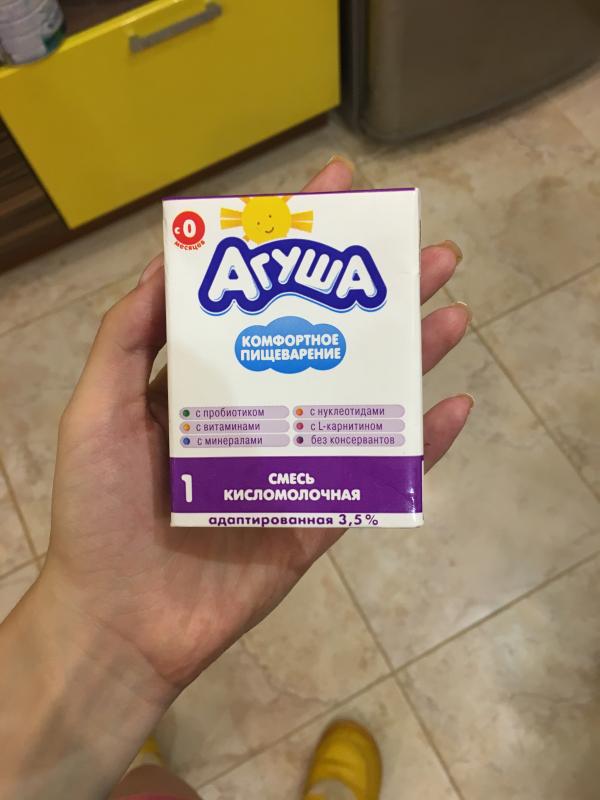 с 0
месяцев
АГУША
КОМФОРТНОЕ
ПИЩЕВАРЕНИЕ
с пробиотиком
с витаминами
с минералами
с нуклеотидами
с L-карнитином
без консервантов
1
СМЕСЬ
КИСЛОМОЛОЧНАЯ
адаптированная 3,5%